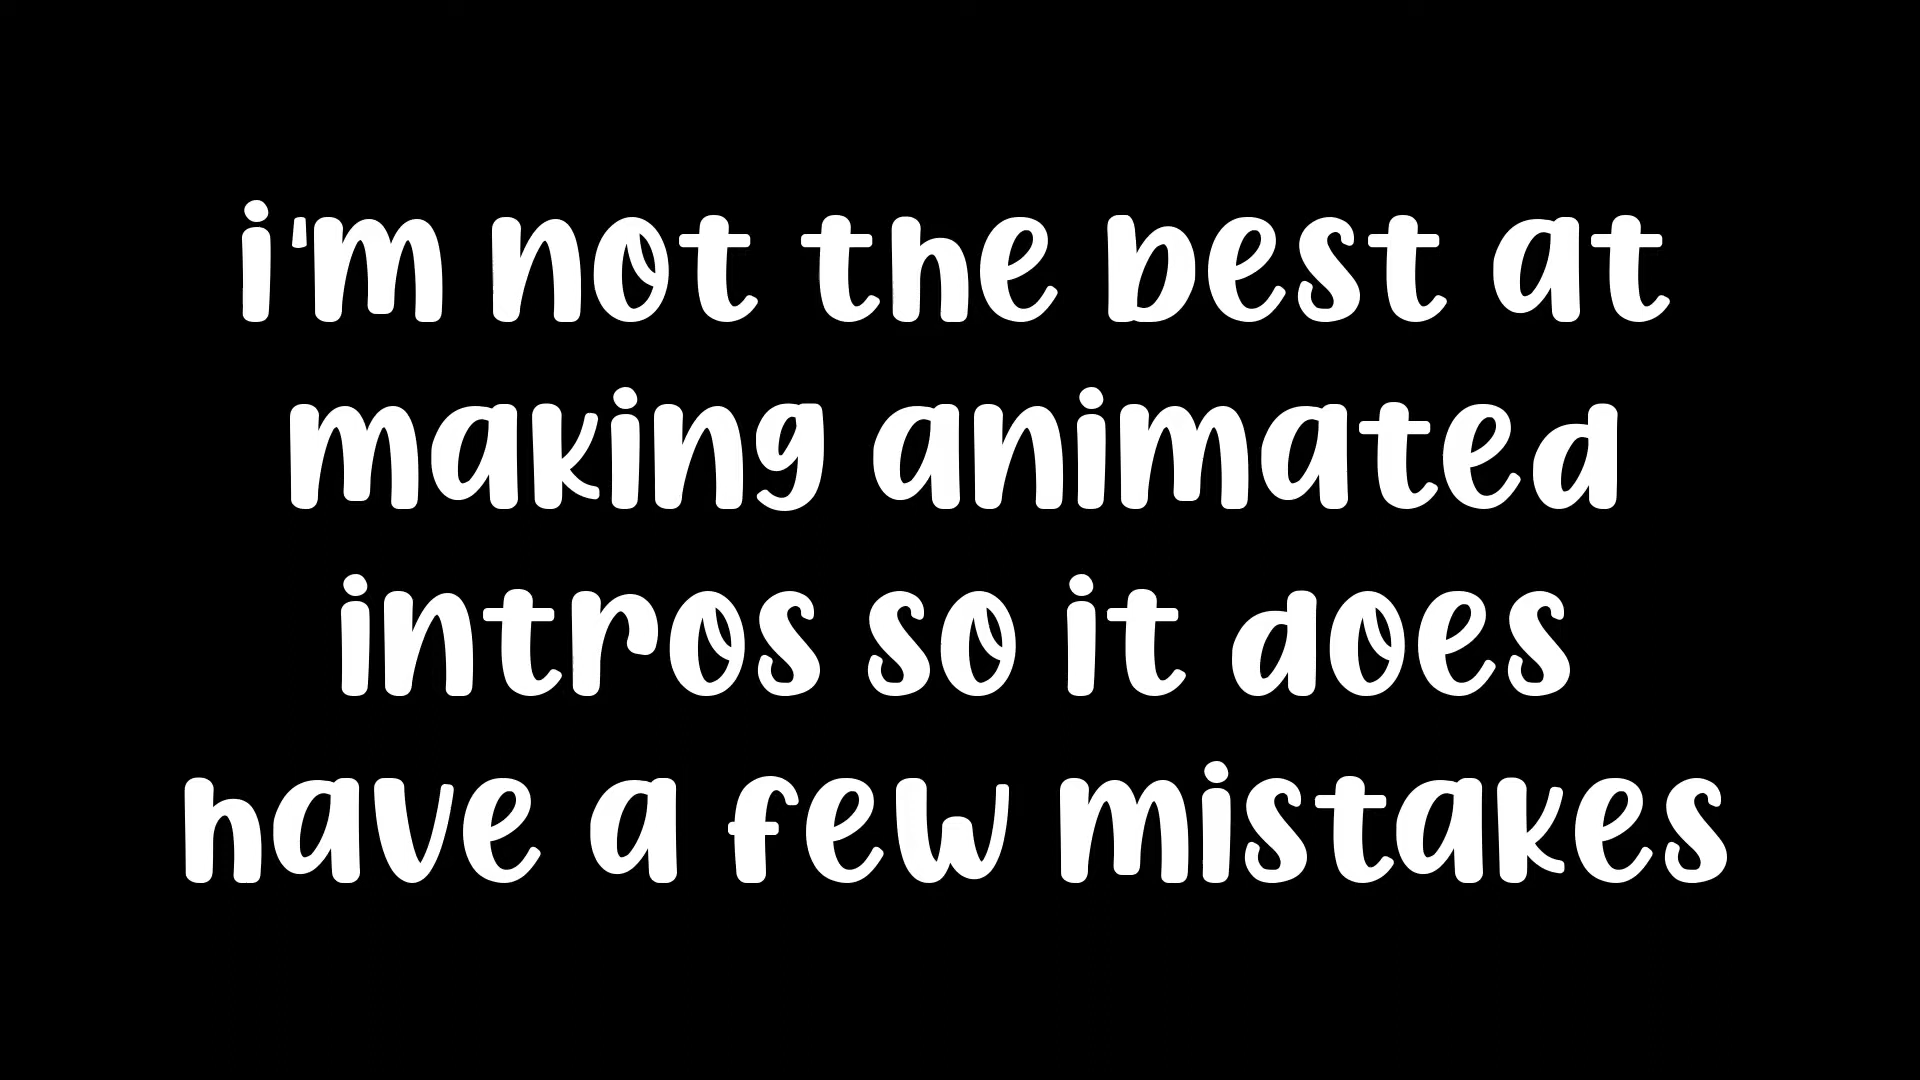 i'm not the best at
making animated
intros so it does
have a few mistakes